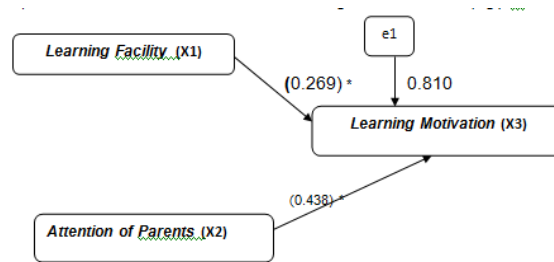 e1
Learning Facility (X1)
(0.269) *
0.810
Learning Motivation (X3)
(0.438) *
Attention of Parents (X2)